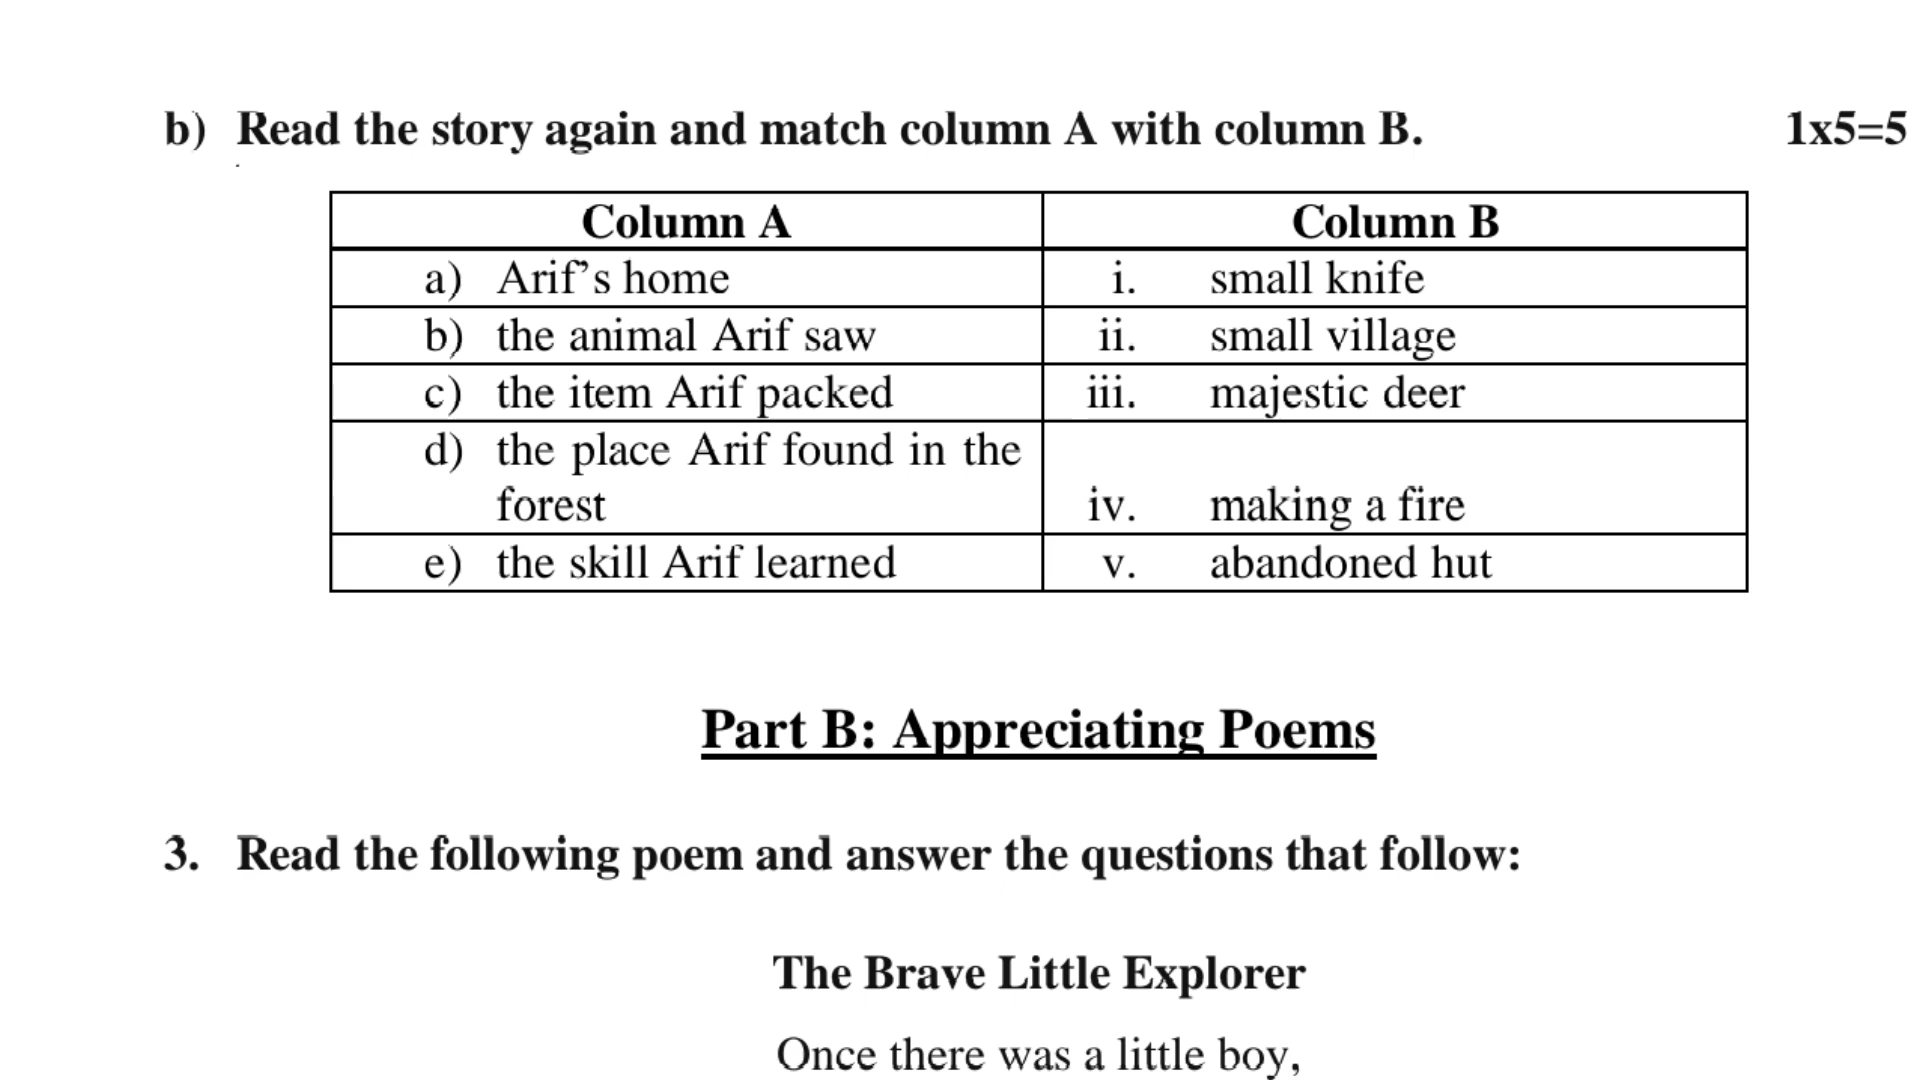 b) Read the story again and match column A with column B. 1x5=5
Column A Column B
a) Arif's home i. small knife
b) the animal Arif saw ii. small village
c) the item Arif packed iii. majestic deer
d) the place Arif found in the
forest iv. making a fire
e) the skill Arif learned v. abandoned hut
Part B: Appreciating Poems
3. Read the following poem and answer the questions that follow:
The Brave Little Explorer
Once there was a little boy,